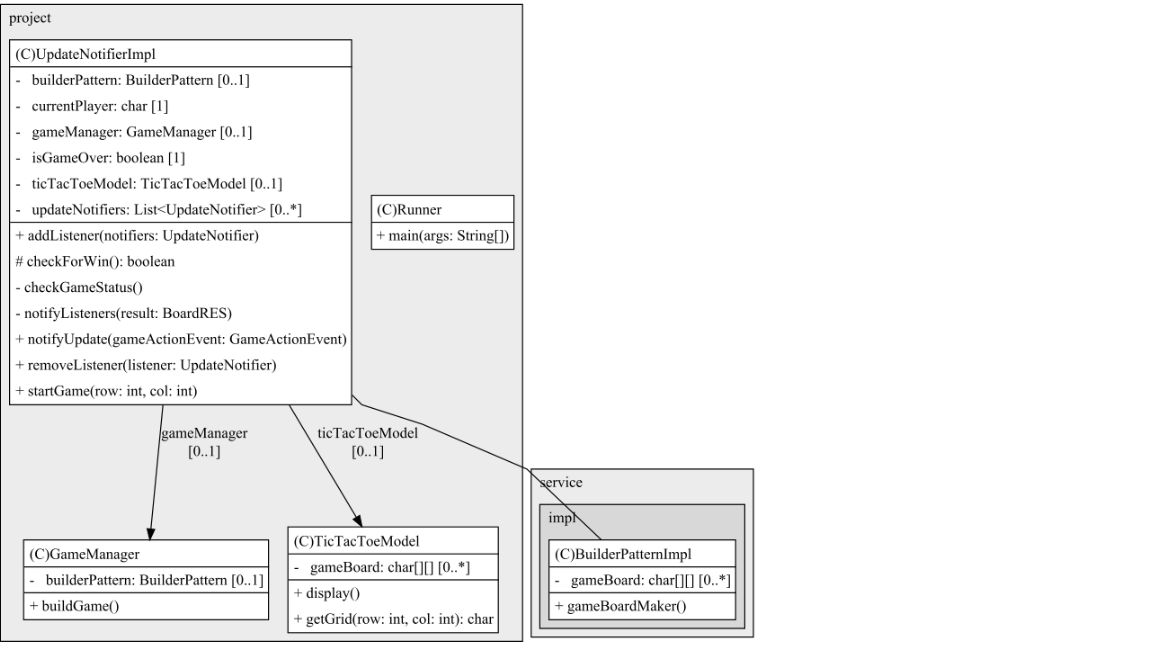 project
(C)UpdateNotifierImpl
- builderPattern: BuilderPattern [0..1]
- currentPlayer: char [1]
- gameManager: GameManager [0..1]
- isGameOver: boolean [1]
- ticTacToeModel: TicTacToeModel [0..1]
- updateNotifiers: List<UpdateNotifier> [0..*]
+ addListener(notifiers: UpdateNotifier)
# checkForWin(): boolean
- checkGameStatus()
- notifyListeners(result: BoardRES)
+ notifyUpdate(gameActionEvent: GameActionEvent)
+ removeListener(listener: UpdateNotifier)
+ startGame(row: int, col: int)
(C)Runner
+ main(args: String[])
gameManager
[0..1]
ticTacToeModel
[0..1]
(C)GameManager
- builderPattern: BuilderPattern [0..1]
+ buildGame()
(C)TicTacToeModel
- gameBoard: char[][] [0..*]
+ display()
+ getGrid(row: int, col: int): char
service
impl
(C)BuilderPatternImpl
- gameBoard: char[][] [0..*]
+ gameBoardMaker()